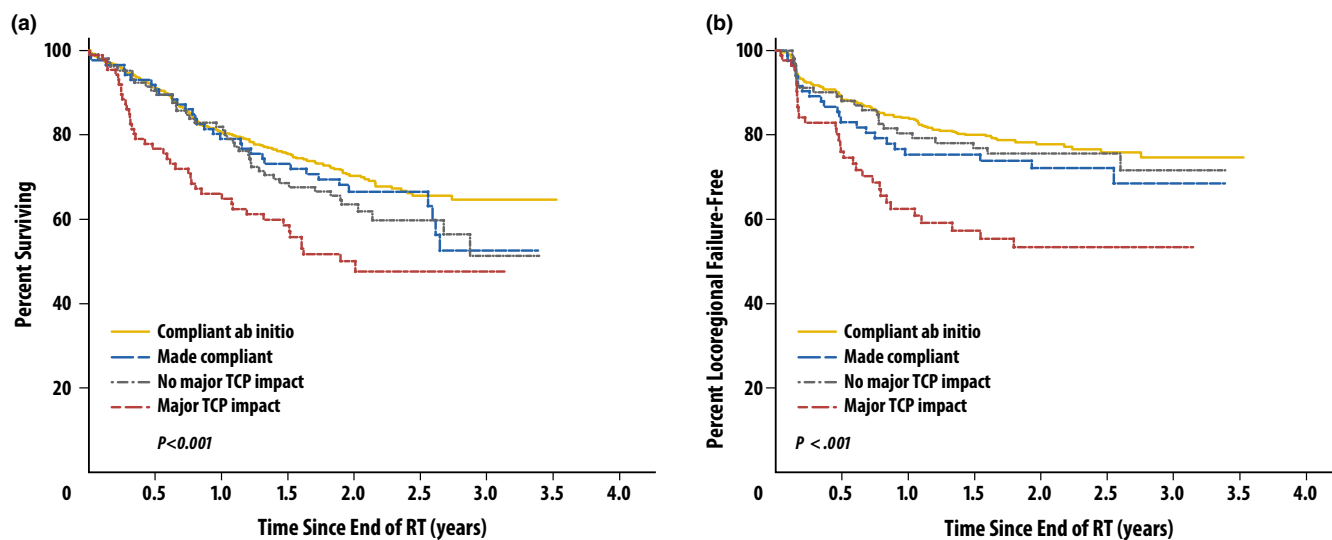 (a)
Percent Surviving
100
80
60
40
20
0
Compliant ab initio
Made compliant
No major TCP impact
Major TCP impact
P<0.001
0.5 1.0 1.5 2.0 2.5 3.0 3.5 4.0
Time Since End of RT (years)
(b)
Percent Locoregional Failure-Free
100
80
60
40
20
0
Compliant ab initio
Made compliant
No major TCP impact
Major TCP impact
P < .001
0.5 1.0 1.5 2.0 2.5 3.0 3.5 4.0
Time Since End of RT (years)